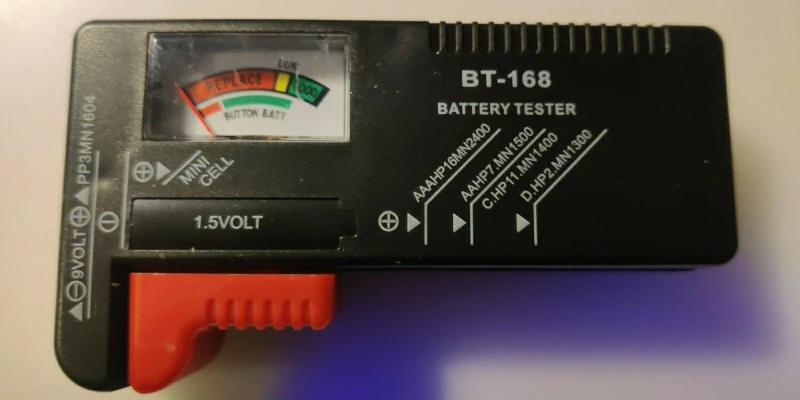 BT-168
BATTERY TESTER
REPLACE
LOW
GOOD
BUTTON BATT
MINI
CELL
1.5VOLT
AAAHP16MN2400
AAHP7.MN1500
C.HP11.MN1400
D.HP2.MN1300
9VOLT
PP3MN1604